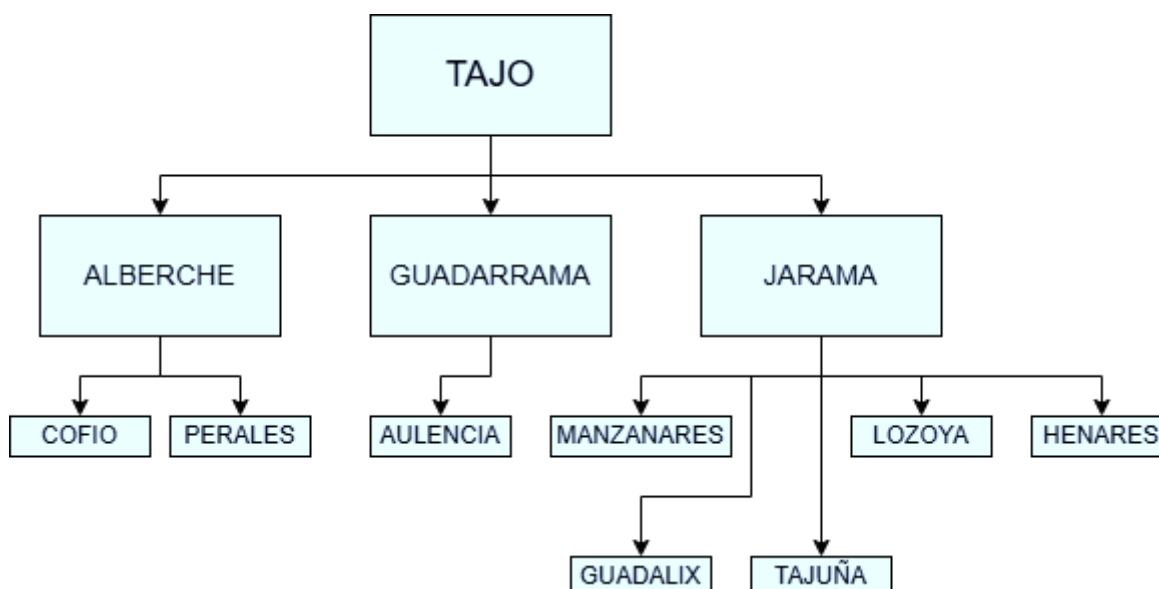 TAJO
ALBERCHE
GUADARRAMA
JARAMA
COFIO
PERALES
AULENCIA
MANZANARES
LOZOYA
HENARES
GUADALIX
TAJUÑA